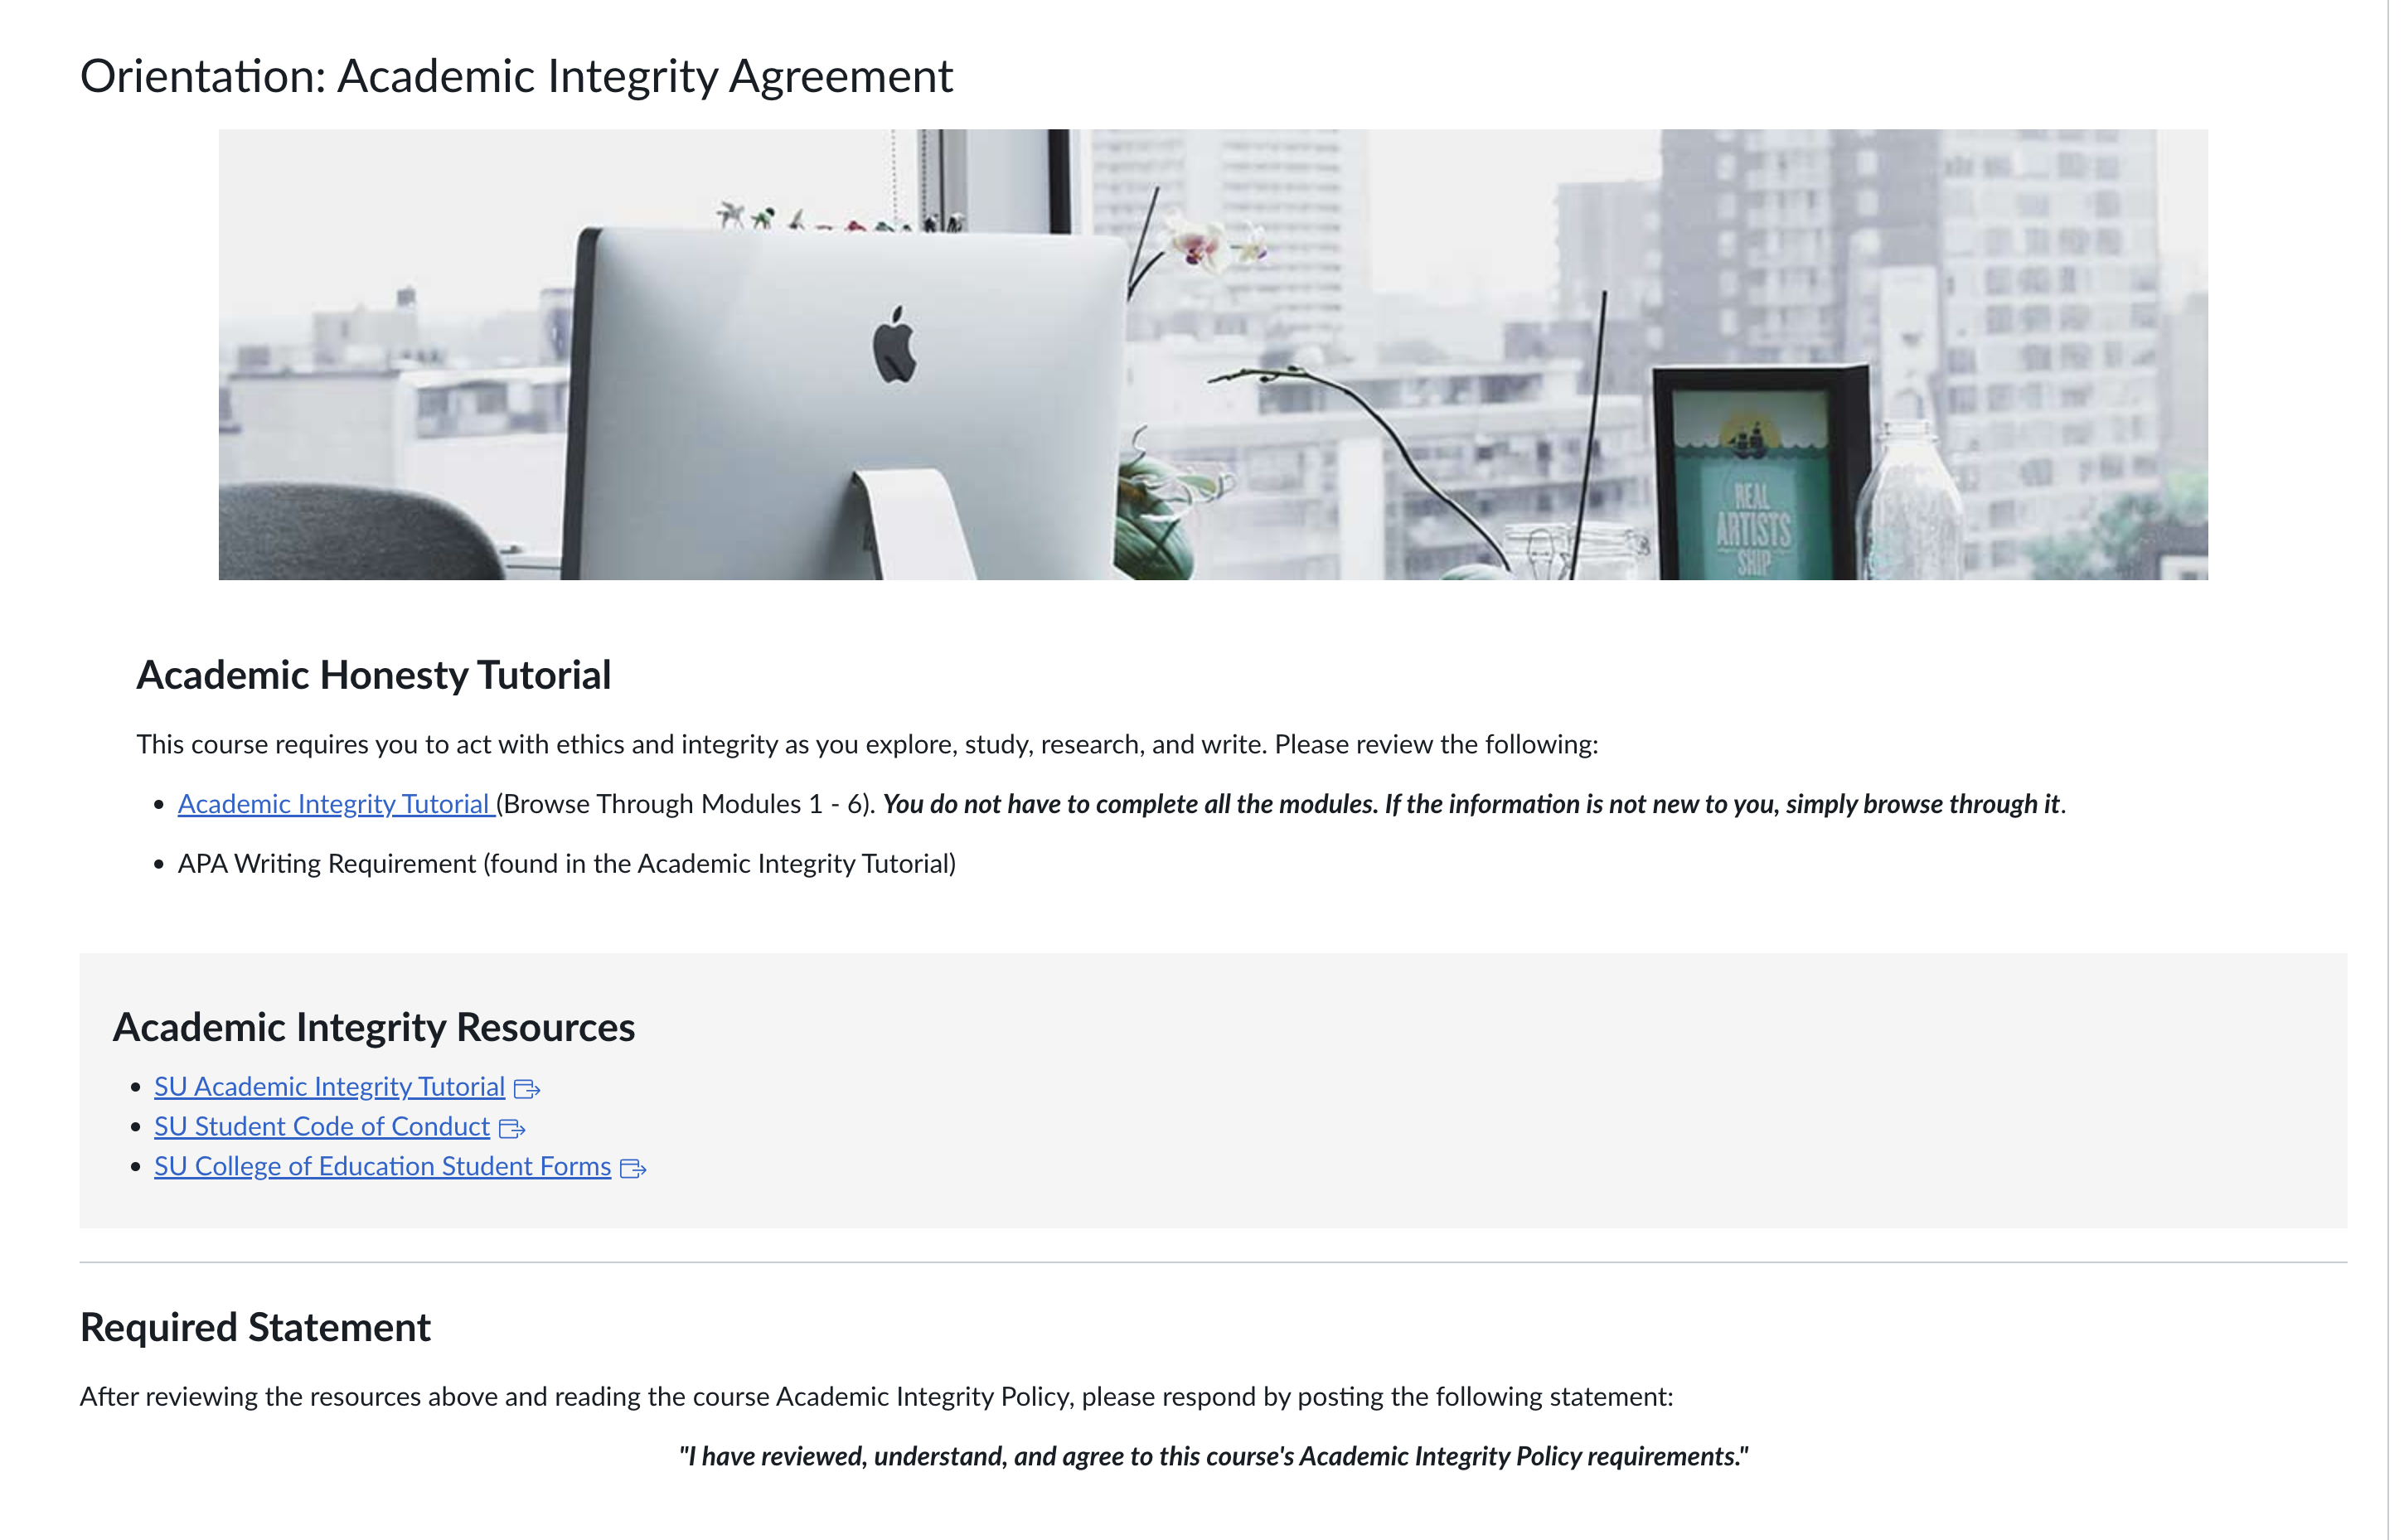 Orientation: Academic Integrity Agreement
REAL
ARTISTS
SHIP
Academic Honesty Tutorial
This course requires you to act with ethics and integrity as you explore, study, research, and write. Please review the following:
Academic Integrity Tutorial (Browse Through Modules 1 - 6). You do not have to complete all the modules. If the information is not new to you, simply browse through it.
APA Writing Requirement (found in the Academic Integrity Tutorial)
Academic Integrity Resources
SU Academic Integrity Tutorial
SU Student Code of Conduct
SU College of Education Student Forms
Required Statement
After reviewing the resources above and reading the course Academic Integrity Policy, please respond by posting the following statement:
"I have reviewed, understand, and agree to this course's Academic Integrity Policy requirements."